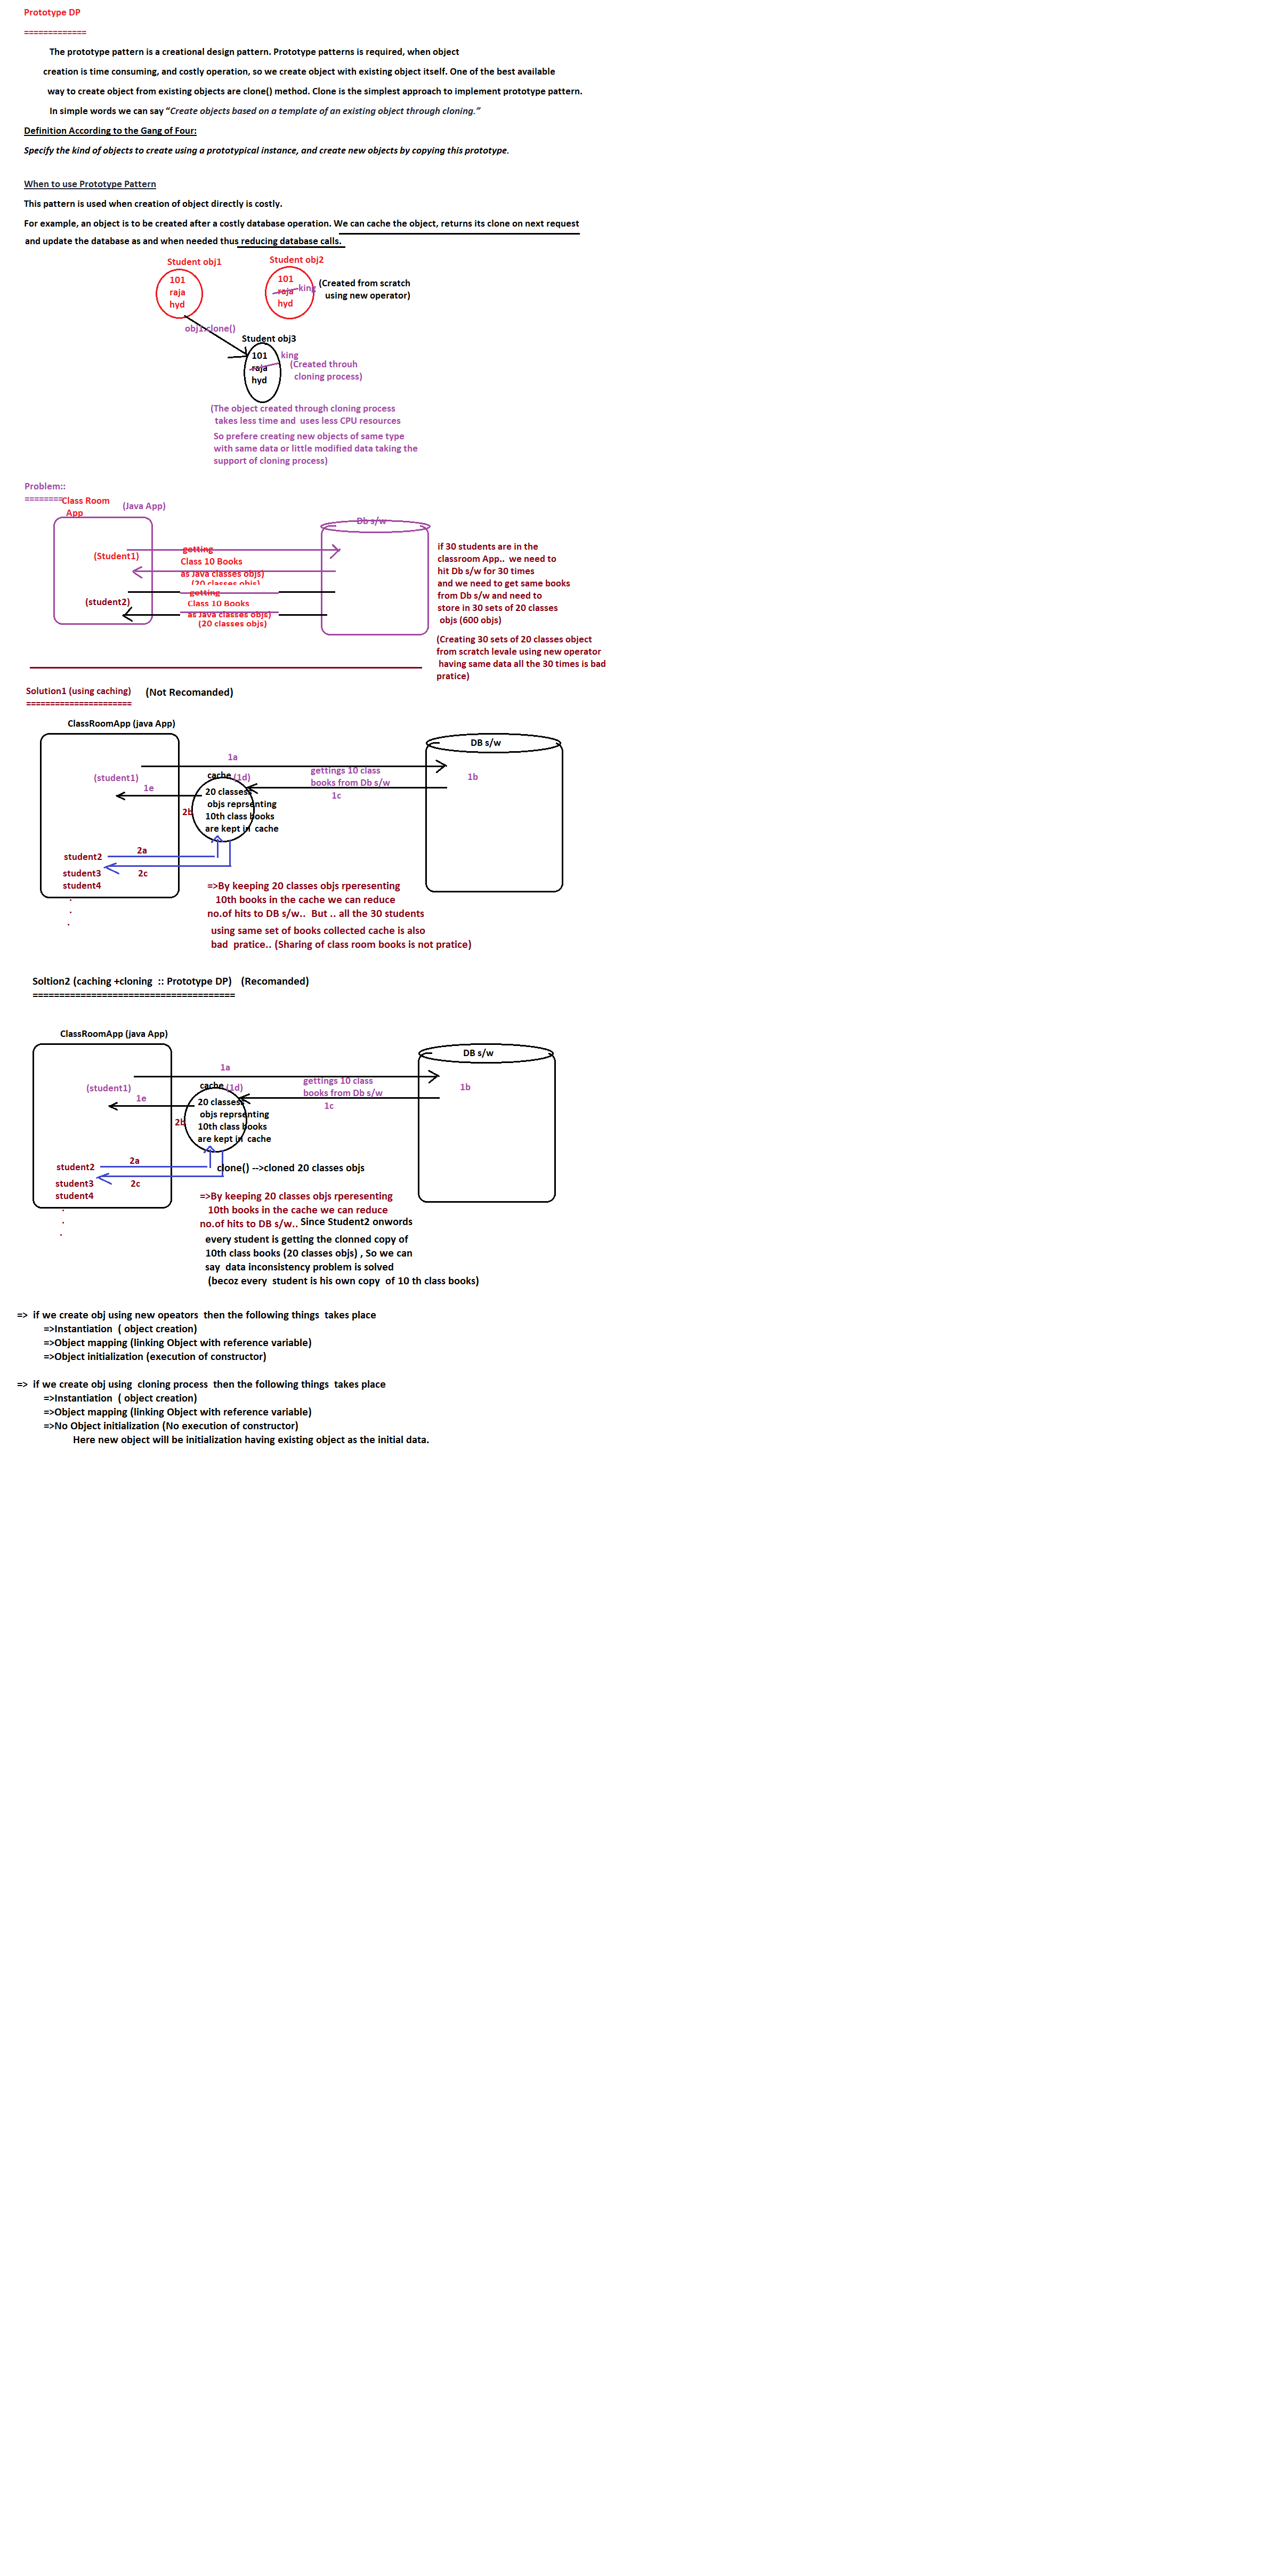 Prototype DP
=============
The prototype pattern is a creational design pattern. Prototype patterns is required, when object
creation is time consuming, and costly operation, so we create object with existing object itself. One of the best available
way to create object from existing objects are clone() method. Clone is the simplest approach to implement prototype pattern.
In simple words we can say “Create objects based on a template of an existing object through cloning.”
Definition According to the Gang of Four:
Specify the kind of objects to create using a prototypical instance, and create new objects by copying this prototype.
When to use Prototype Pattern
This pattern is used when creation of object directly is costly.
For example, an object is to be created after a costly database operation. We can cache the object, returns its clone on next request
and update the database as and when needed thus reducing database calls.
Student obj1
101
raja
hyd
Student obj2
101
raja king
hyd
(Created from scratch
using new operator)
obj1.clone()
Student obj3
101
raja
hyd
king
(Created throuh
cloning process)
(The object created through cloning process
takes less time and  uses less CPU resources
So prefere creating new objects of same type
with same data or little modified data taking the
support of cloning process)
Problem::
========
Class Room
App
(Java App)
Db s/w
(Student1)
getting
Class 10 Books
as Java classes objs)
(20 classes objs)
(student2)
getting
Class 10 Books
as Java classes objs)
(20 classes objs)
if 30 students are in the
classroom App..  we need to
hit Db s/w for 30 times
and we need to get same books
from Db s/w and need to
store in 30 sets of 20 classes
objs (600 objs)
(Creating 30 sets of 20 classes object
from scratch levale using new operator
having same data all the 30 times is bad
pratice)
Solution1 (using caching)
(Not Recomanded)
======================
ClassRoomApp (java App)
DB s/w
1a
(student1)
cache
(1d)
gettings 10 class
books from Db s/w
1b
1e
1c
20 classes
objs reprsenting
10th class books
are kept in  cache
2b
2a
student2
student3
2c
student4
.
.
.
=>By keeping 20 classes objs rperesenting
10th books in the cache we can reduce
no.of hits to DB s/w..  But .. all the 30 students
using same set of books collected cache is also
bad  pratice.. (Sharing of class room books is not pratice)
Soltion2 (caching +cloning  :: Prototype DP)   (Recomanded)
======================================
ClassRoomApp (java App)
DB s/w
1a
(student1)
cache
(1d)
gettings 10 class
books from Db s/w
1b
1e
1c
20 classes
objs reprsenting
10th class books
are kept in  cache
2b
2a
student2
clone() -->cloned 20 classes objs
student3
2c
student4
.
.
.
=>By keeping 20 classes objs rperesenting
10th books in the cache we can reduce
no.of hits to DB s/w.. Since Student2 onwords
every student is getting the clonned copy of
10th class books (20 classes objs) , So we can
say  data inconsistency problem is solved
(becoz every  student is his own copy  of 10 th class books)
=>  if we create obj using new opeators  then the following things  takes place
=>Instantiation  ( object creation)
=>Object mapping (linking Object with reference variable)
=>Object initialization (execution of constructor)
=>  if we create obj using  cloning process  then the following things  takes place
=>Instantiation  ( object creation)
=>Object mapping (linking Object with reference variable)
=>No Object initialization (No execution of constructor)
Here new object will be initialization having existing object as the initial data.